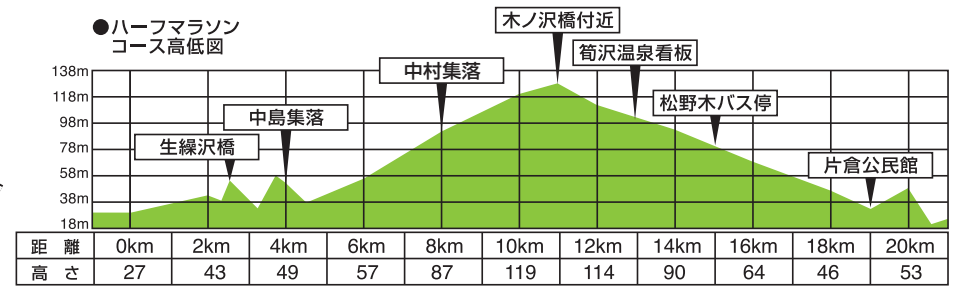 ●ハーフマラソン
コース高低図
木ノ沢橋付近
筍沢温泉看板
中村集落
松野木バス停
中島集落
生繰沢橋
片倉公民館
138m
118m
98m
78m
58m
38m
18m
距 離 0km 2km 4km 6km 8km 10km 12km 14km 16km 18km 20km
高 さ 27 43 49 57 87 119 114 90 64 46 53